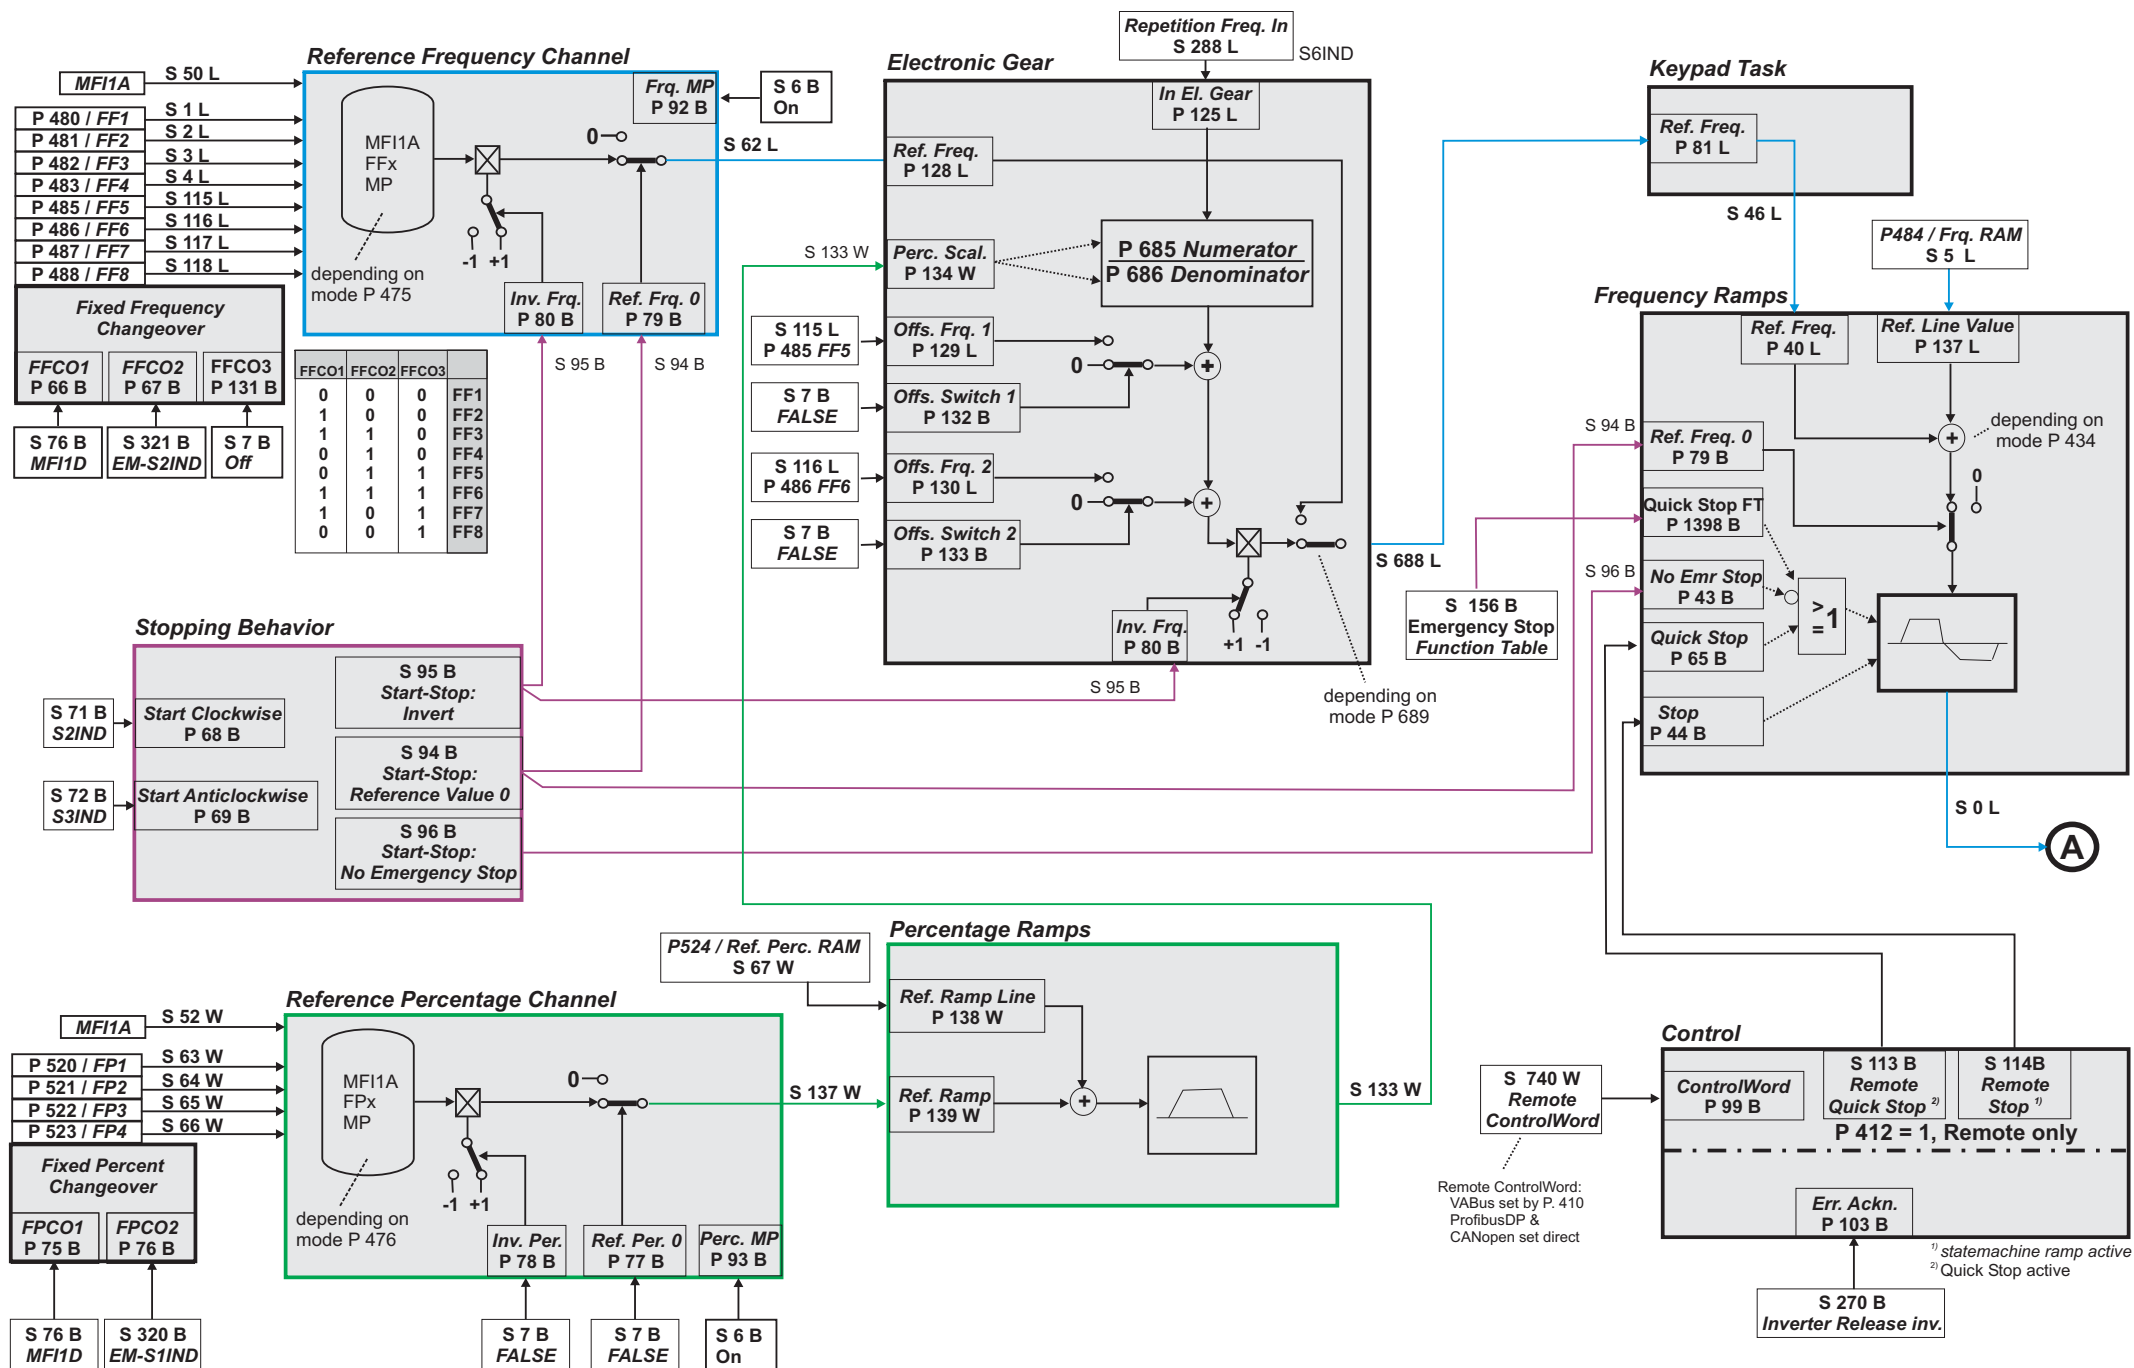 Reference Frequency Channel
MFI1A
S 50 L
P 480 / FF1
S 1 L
P 481 / FF2
S 2 L
P 482 / FF3
S 3 L
P 483 / FF4
S 4 L
P 485 / FF5
S 115 L
P 486 / FF6
S 116 L
P 487 / FF7
S 117 L
P 488 / FF8
S 118 L
MFI1A
FFx
MP
depending on
mode P 475
-1 +1
0
Frq. MP
P 92 B
S 6 B
On
S 62 L
Inv. Frq.
P 80 B
Ref. Frq. 0
P 79 B
S 95 B
S 94 B
Fixed Frequency
Changeover
FFCO1
P 66 B
FFCO2
P 67 B
FFCO3
P 131 B
S 76 B
MFI1D
S 321 B
EM-S2IND
S 7 B
Off
FFCO1 FFCO2 FFCO3
0 0 0 FF1
1 0 0 FF2
1 1 0 FF3
0 1 0 FF4
0 1 1 FF5
1 1 1 FF6
1 0 1 FF7
0 0 1 FF8
Electronic Gear
Repetition Freq. In
S 288 L
S6IND
In El. Gear
P 125 L
Ref. Freq.
P 128 L
S 133 W
Perc. Scal.
P 134 W
P 685 Numerator
P 686 Denominator
S 115 L
P 485 FF5
Offs. Frq. 1
P 129 L
0
S 7 B
FALSE
Offs. Switch 1
P 132 B
S 116 L
P 486 FF6
Offs. Frq. 2
P 130 L
0
S 7 B
FALSE
Offs. Switch 2
P 133 B
+
+
Inv. Frq.
P 80 B
+1 -1
S 95 B
S 688 L
depending on
mode P 689
Keypad Task
Ref. Freq.
P 81 L
S 46 L
P484 / Frq. RAM
S 5 L
Frequency Ramps
Ref. Freq.
P 40 L
Ref. Line Value
P 137 L
+
depending on
mode P 434
0
S 94 B
Ref. Freq. 0
P 79 B
Quick Stop FT
P 1398 B
S 96 B
No Emr Stop
P 43 B
>
= 1
Quick Stop
P 65 B
Stop
P 44 B
S 156 B
Emergency Stop
Function Table
S 0 L
A
Stopping Behavior
S 71 B
S2IND
Start Clockwise
P 68 B
S 72 B
S3IND
Start Anticlockwise
P 69 B
S 95 B
Start-Stop:
Invert
S 94 B
Start-Stop:
Reference Value 0
S 96 B
Start-Stop:
No Emergency Stop
Reference Percentage Channel
MFI1A
S 52 W
P 520 / FP1
S 63 W
P 521 / FP2
S 64 W
P 522 / FP3
S 65 W
P 523 / FP4
S 66 W
MFI1A
FPx
MP
depending on
mode P 476
-1 +1
0
S 137 W
Inv. Per.
P 78 B
Ref. Per. 0
P 77 B
Perc. MP
P 93 B
S 7 B
FALSE
S 7 B
FALSE
S 6 B
On
Fixed Percent
Changeover
FPCO1
P 75 B
FPCO2
P 76 B
S 76 B
MFI1D
S 320 B
EM-S1IND
Percentage Ramps
P524 / Ref. Perc. RAM
S 67 W
Ref. Ramp Line
P 138 W
Ref. Ramp
P 139 W
+
S 133 W
Control
S 740 W
Remote
ControlWord
Remote ControlWord:
VABus set by P. 410
ProfibusDP &
CANopen set direct
ControlWord
P 99 B
S 113 B
Remote
Quick Stop 2)
S 114B
Remote
Stop 1)
P 412 = 1, Remote only
Err. Ackn.
P 103 B
1) statemachine ramp active
2) Quick Stop active
S 270 B
Inverter Release inv.